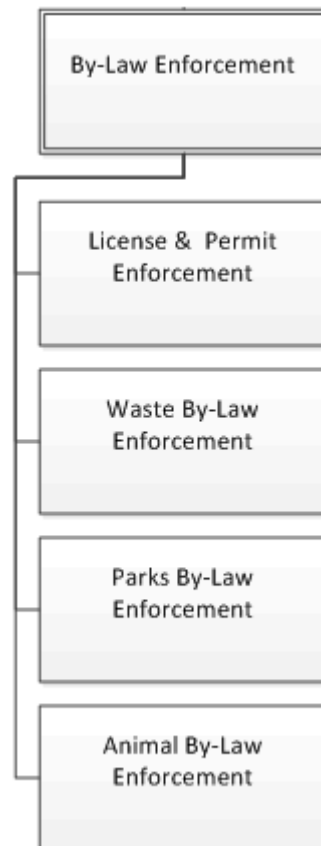 By-Law Enforcement
License & Permit
Enforcement
Waste By-Law
Enforcement
Parks By-Law
Enforcement
Animal By-Law
Enforcement